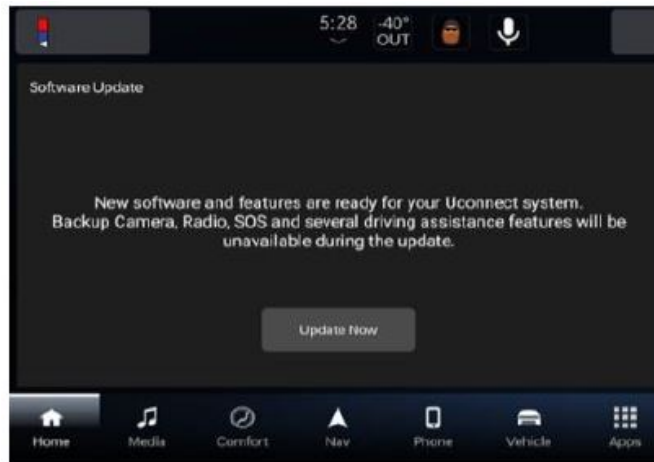 5:28
-40°
OUT
Software Update
New software and features are ready for your Uconnect system.
Backup Camera, Radio, SOS and several driving assistance features will be
unavailable during the update.
Update Now
Home Media Comfort Nav Phone Vehicle Apps